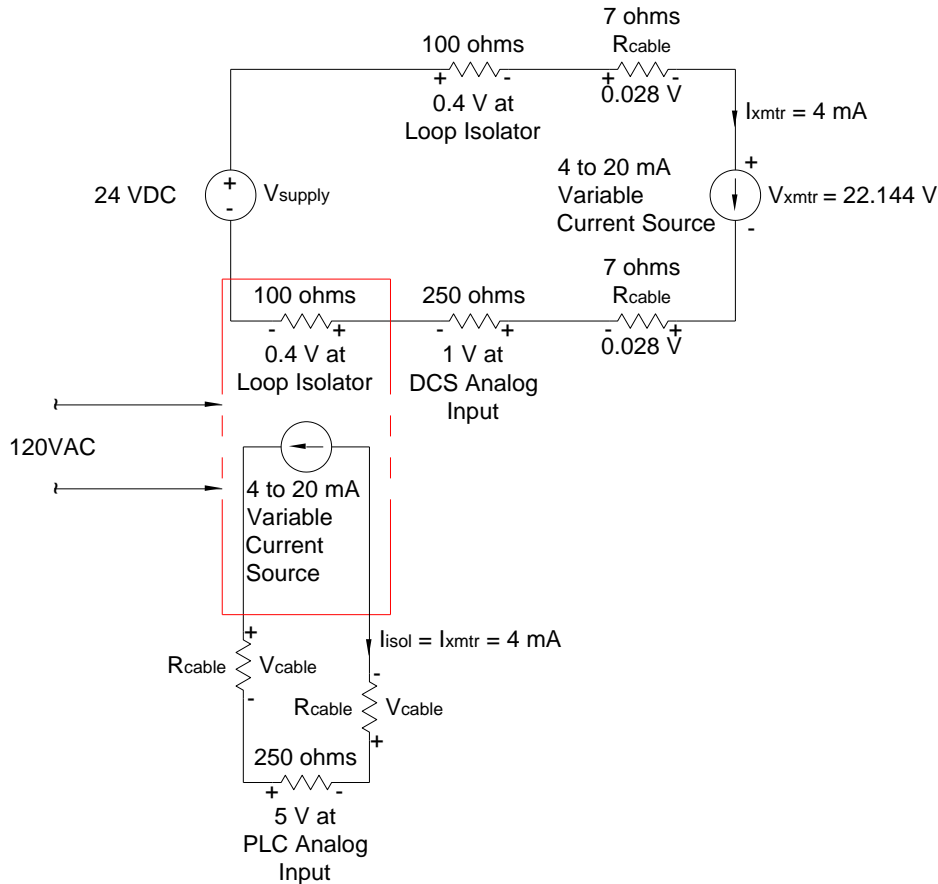 7 ohms
Rcable
100 ohms
+ -
+ -
0.028 V
0.4 V at
Loop Isolator
Ixmtr = 4 mA
24 VDC
+
-
Vsupply
4 to 20 mA
Variable
Current Source
+
-
Vxmtr = 22.144 V
7 ohms
Rcable
100 ohms
250 ohms
- +
- +
- +
0.028 V
0.4 V at
Loop Isolator
1 V at
DCS Analog
Input
120VAC
4 to 20 mA
Variable
Current
Source
Iisol = Ixmtr = 4 mA
+
Rcable
Vcable
-
-
Rcable
Vcable
+
250 ohms
+ -
5 V at
PLC Analog
Input